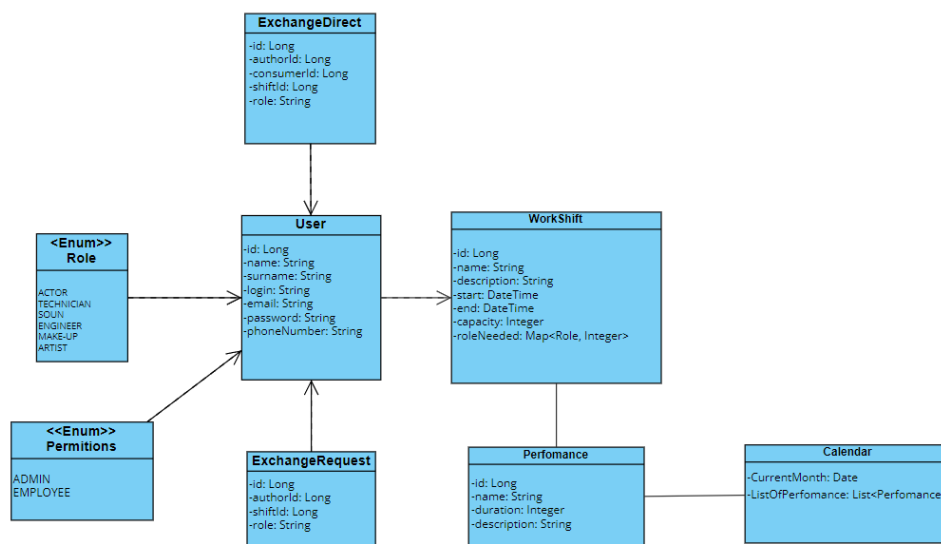 ExchangeDirect
-id: Long
-authorId: Long
-consumerId: Long
-shiftId: Long
-role: String
<Enum>>
Role
ACTOR
TECHNICIAN
SOUN
ENGINEER
MAKE-UP
ARTIST
User
-id: Long
-name: String
-surname: String
-login: String
-email: String
-password: String
-phoneNumber: String
WorkShift
-id: Long
-name: String
-description: String
-start: DateTime
-end: DateTime
-capacity: Integer
-roleNeeded: Map<Role, Integer>
<<Enum>>
Permitions
ADMIN
EMPLOYEE
ExchangeRequest
-id: Long
-authorId: Long
-shiftId: Long
-role: String
Perfomance
-id: Long
-name: String
-duration: Integer
-description: String
Calendar
-CurrentMonth: Date
-ListOfPerfomance: List<Perfomance